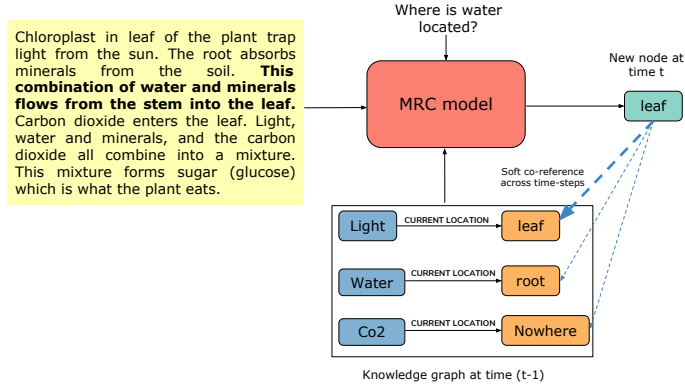 Where is water
located?
Chloroplast in leaf of the plant trap
light from the sun. The root absorbs
minerals from the soil. This
combination of water and minerals
flows from the stem into the leaf.
Carbon dioxide enters the leaf. Light,
water and minerals, and the carbon
dioxide all combine into a mixture.
This mixture forms sugar (glucose)
which is what the plant eats.
MRC model
New node at
time t
leaf
Soft co-reference
across time-steps
Light
CURRENT LOCATION
leaf
Water
CURRENT LOCATION
root
Co2
CURRENT LOCATION
Nowhere
Knowledge graph at time (t-1)